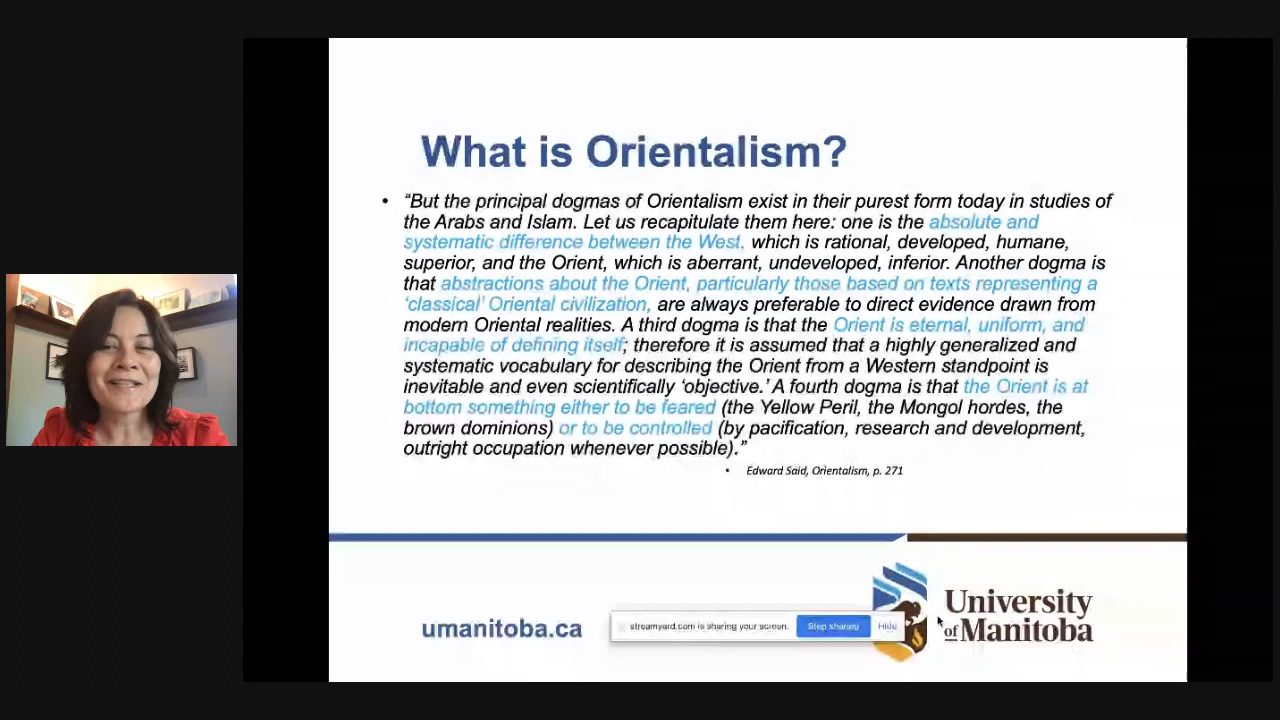 What is Orientalism?
• “But the principal dogmas of Orientalism exist in their purest form today in studies of
the Arabs and Islam. Let us recapitulate them here: one is the absolute and
systematic difference between the West, which is rational, developed, humane,
superior, and the Orient, which is aberrant, undeveloped, inferior. Another dogma is
that abstractions about the Orient, particularly those based on texts representing a
‘classical’ Oriental civilization, are always preferable to direct evidence drawn from
modern Oriental realities. A third dogma is that the Orient is eternal, uniform, and
incapable of defining itself; therefore it is assumed that a highly generalized and
systematic vocabulary for describing the Orient from a Western standpoint is
inevitable and even scientifically ‘objective.’ A fourth dogma is that the Orient is at
bottom something either to be feared (the Yellow Peril, the Mongol hordes, the
brown dominions) or to be controlled (by pacification, research and development,
outright occupation whenever possible).”
• Edward Said, Orientalism, p. 271
umanitoba.ca
streamyard.com is sharing your screen. Stop sharing Hide
University
of Manitoba